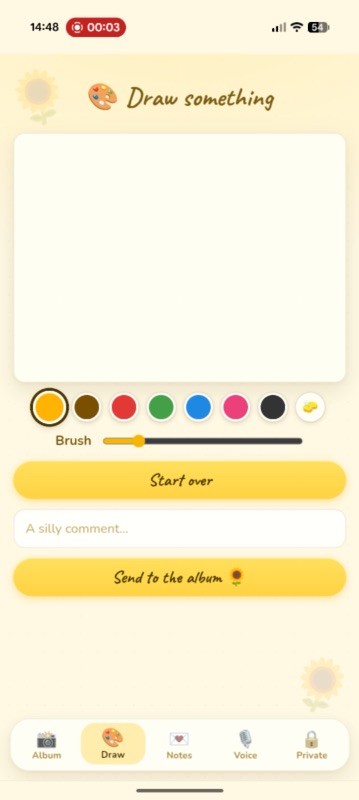 14:48 00:03 54
Draw something
Brush
Start over
A silly comment...
Send to the album
Album Draw Notes Voice Private